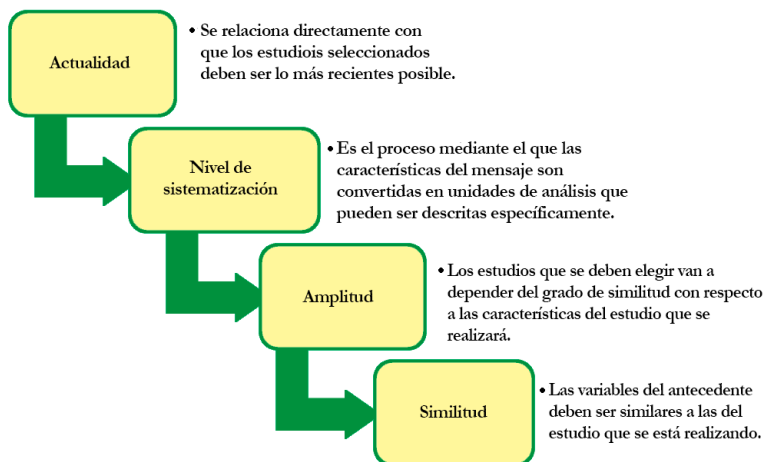 Actualidad
• Se relaciona directamente con
que los estudiois seleccionados
deben ser lo más recientes posible.
Nivel de
sistematización
• Es el proceso mediante el que las
características del mensaje son
convertidas en unidades de análisis que
pueden ser descritas específicamente.
Amplitud
• Los estudios que se deben elegir van a
depender del grado de similitud con respecto
a las características del estudio que se
realizará.
Similitud
• Las variables del antecedente
deben ser similares a las del
estudio que se está realizando.